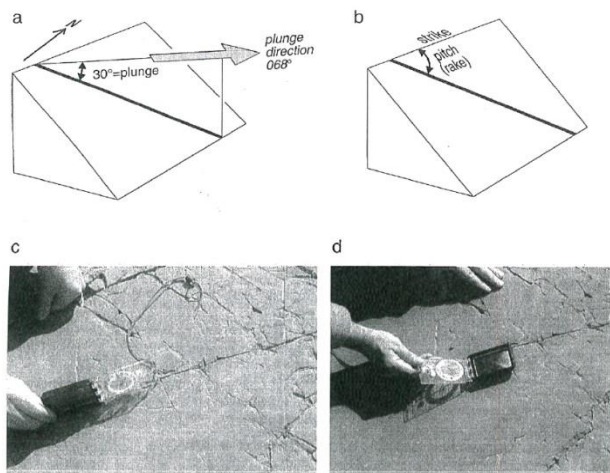 a
N
30°=plunge
plunge
direction
068°
b
strike
pitch
(rake)
c
d